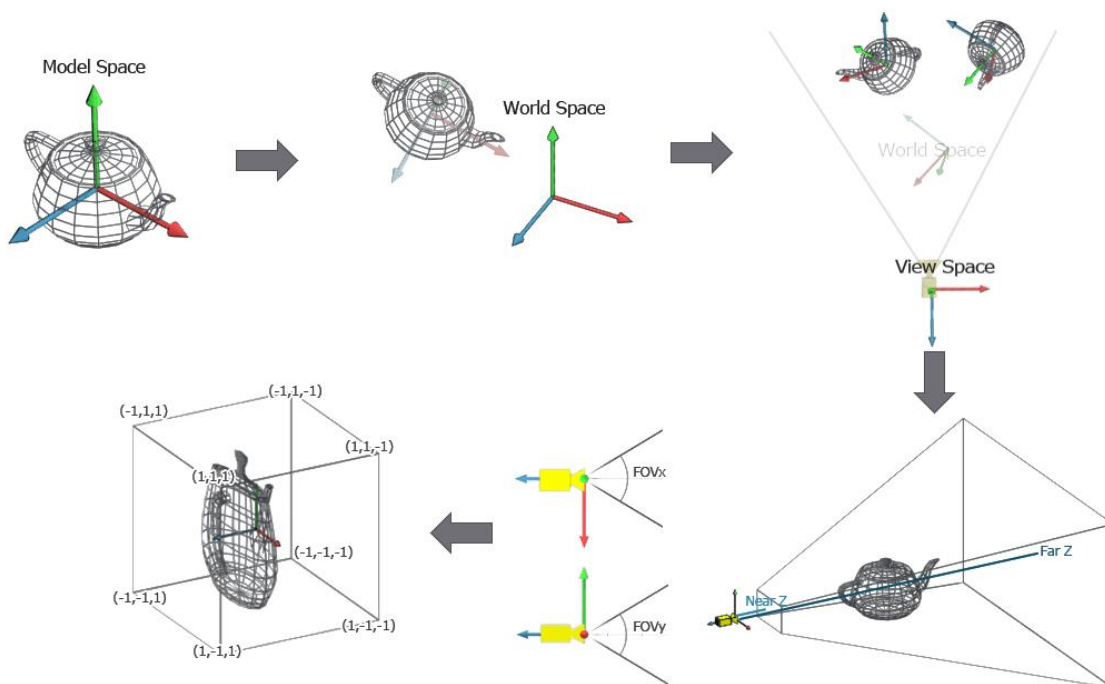 Model Space
World Space
World Space
View Space
(-1,1,-1)
(-1,1,1)
(1,1,-1)
(1,1,1)
(-1,-1,-1)
(-1,-1,1)
(1,-1,-1)
(1,-1,1)
FOVx
FOVy
Far Z
Near Z